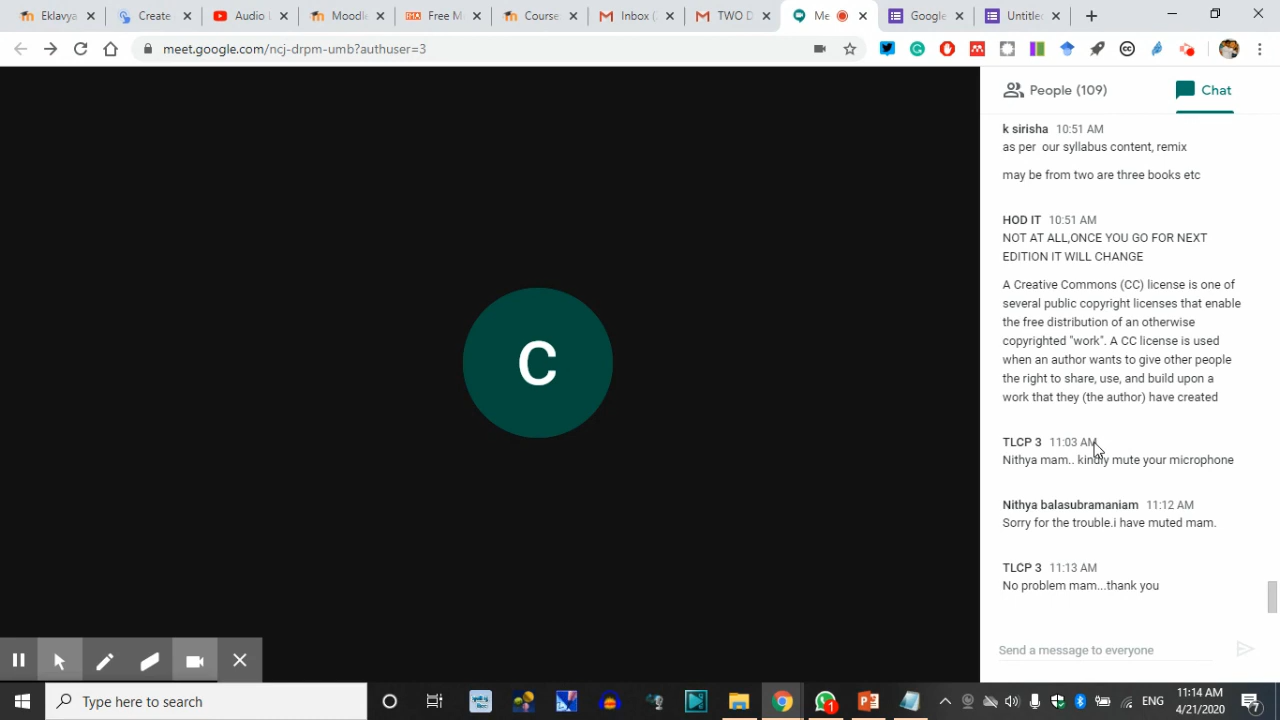 Eklavya
Create
Audio L
Moodle
Free M
Course
Inbox (
TWO D
Me
Google
Untitle
meet.google.com/ncj-drpm-umb?authuser=3
People (109)
Chat
k sirisha 10:51 AM
as per our syllabus content, remix
may be from two are three books etc
HOD IT 10:51 AM
NOT AT ALL,ONCE YOU GO FOR NEXT
EDITION IT WILL CHANGE
A Creative Commons (CC) license is one of
several public copyright licenses that enable
the free distribution of an otherwise
copyrighted "work". A CC license is used
when an author wants to give other people
the right to share, use, and build upon a
work that they (the author) have created
C
TLCP 3 11:03 AM
Nithya mam.. kindly mute your microphone
Nithya balasubramaniam 11:12 AM
Sorry for the trouble.i have muted mam.
TLCP 3 11:13 AM
No problem mam...thank you
Send a message to everyone
Type here to search
1
ENG
11:14 AM
4/21/2020
7